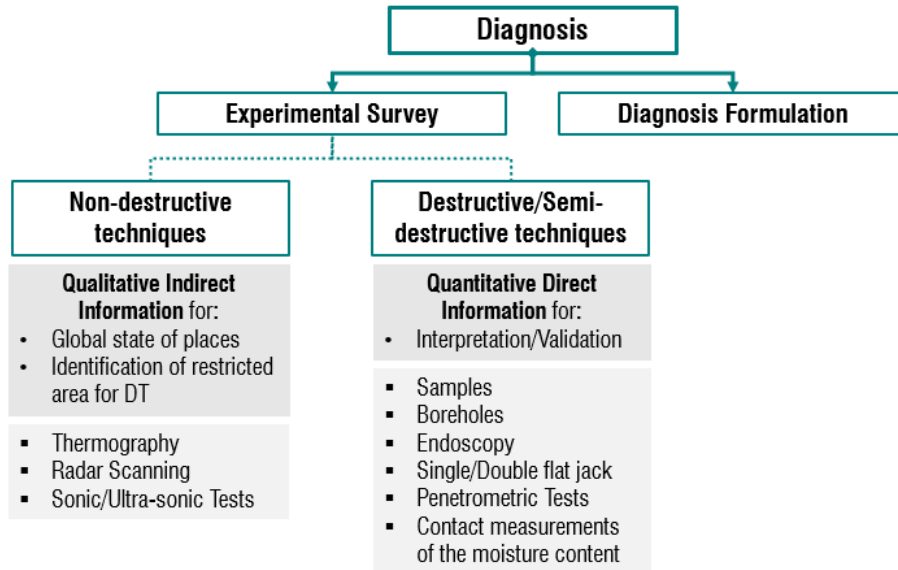 Diagnosis
Experimental Survey
Diagnosis Formulation
Non-destructive
techniques
Qualitative Indirect
Information for:
• Global state of places
• Identification of restricted
area for DT
▪ Thermography
▪ Radar Scanning
▪ Sonic/Ultra-sonic Tests
Destructive/Semi-
destructive techniques
Quantitative Direct
Information for:
• Interpretation/Validation
▪ Samples
▪ Boreholes
▪ Endoscopy
▪ Single/Double flat jack
▪ Penetrometric Tests
▪ Contact measurements
of the moisture content